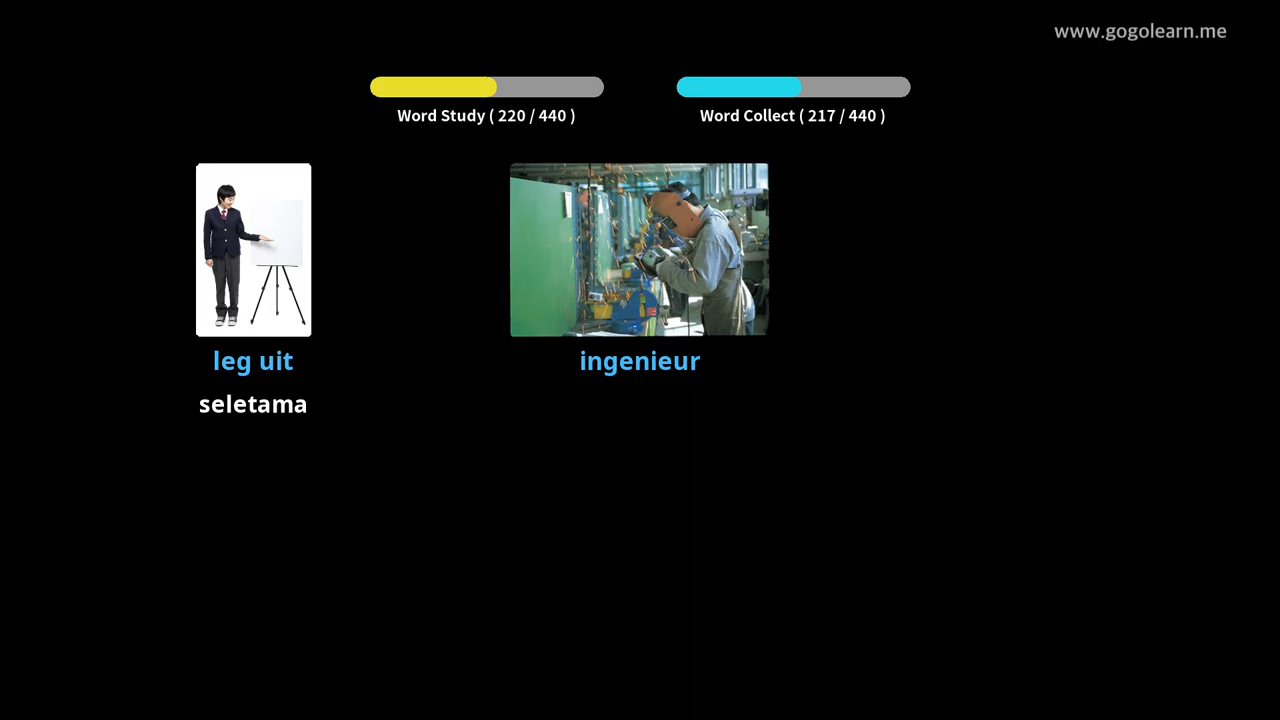 www.gogolearn.me
Word Study ( 220 / 440 )
Word Collect ( 217 / 440 )
leg uit
ingenieur
seletama